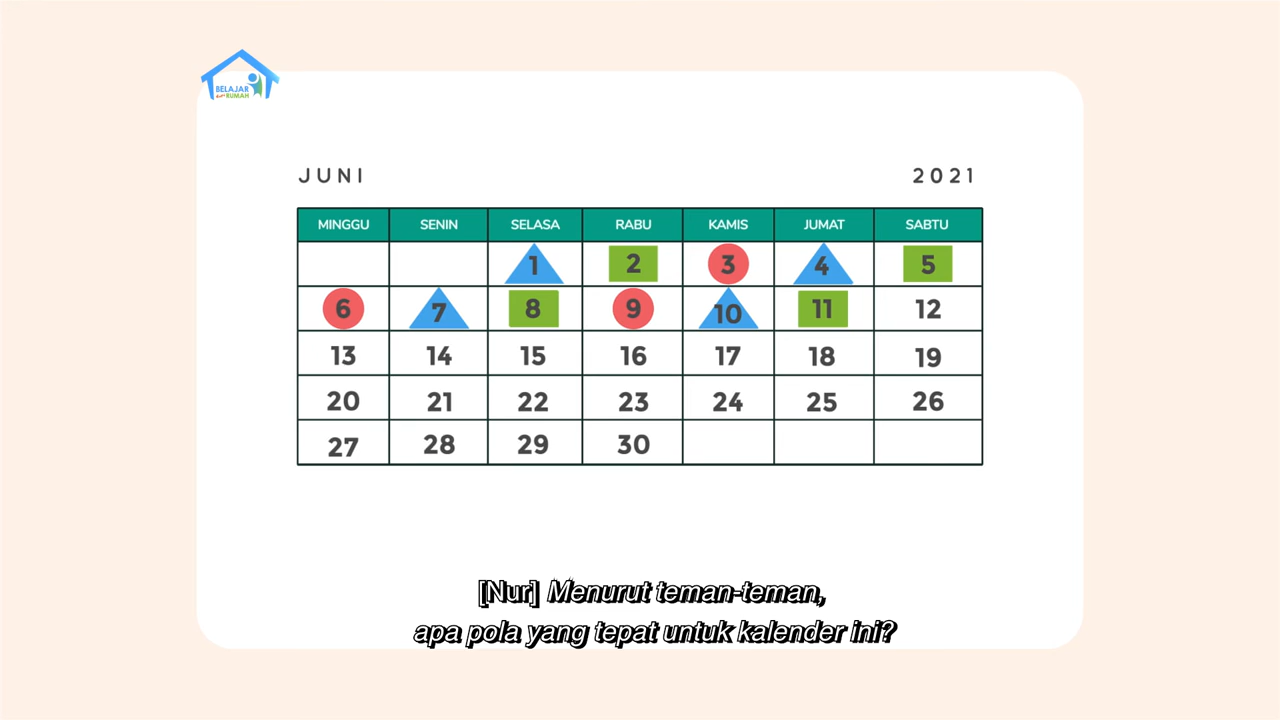 BELAJAR
dari RUMAH
JUNI 2021
MINGGU SENIN SELASA RABU KAMIS JUMAT SABTU
1 2 3 4 5
6 7 8 9 10 11 12
13 14 15 16 17 18 19
20 21 22 23 24 25 26
27 28 29 30
[Nur] Menurut teman-teman,
apa pola yang tepat untuk kalender ini?